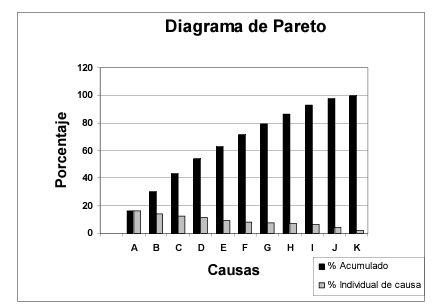 Diagrama de Pareto
Porcentaje
120
100
80
60
40
20
0
A B C D E F G H I J K
Causas
% Acumulado
% Individual de causa